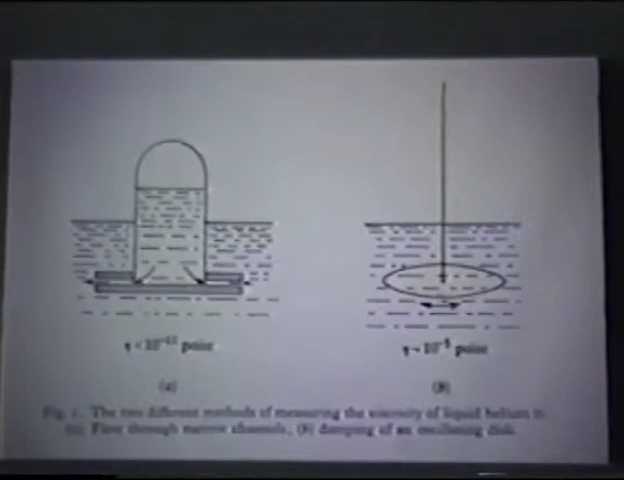 η < 10⁻¹¹ poise
η ~ 10⁻⁵ poise
(a)
(b)
Fig. 1. The two different methods of measuring the viscosity of liquid helium II.
(a) Flow through narrow channels, (b) damping of an oscillating disk.